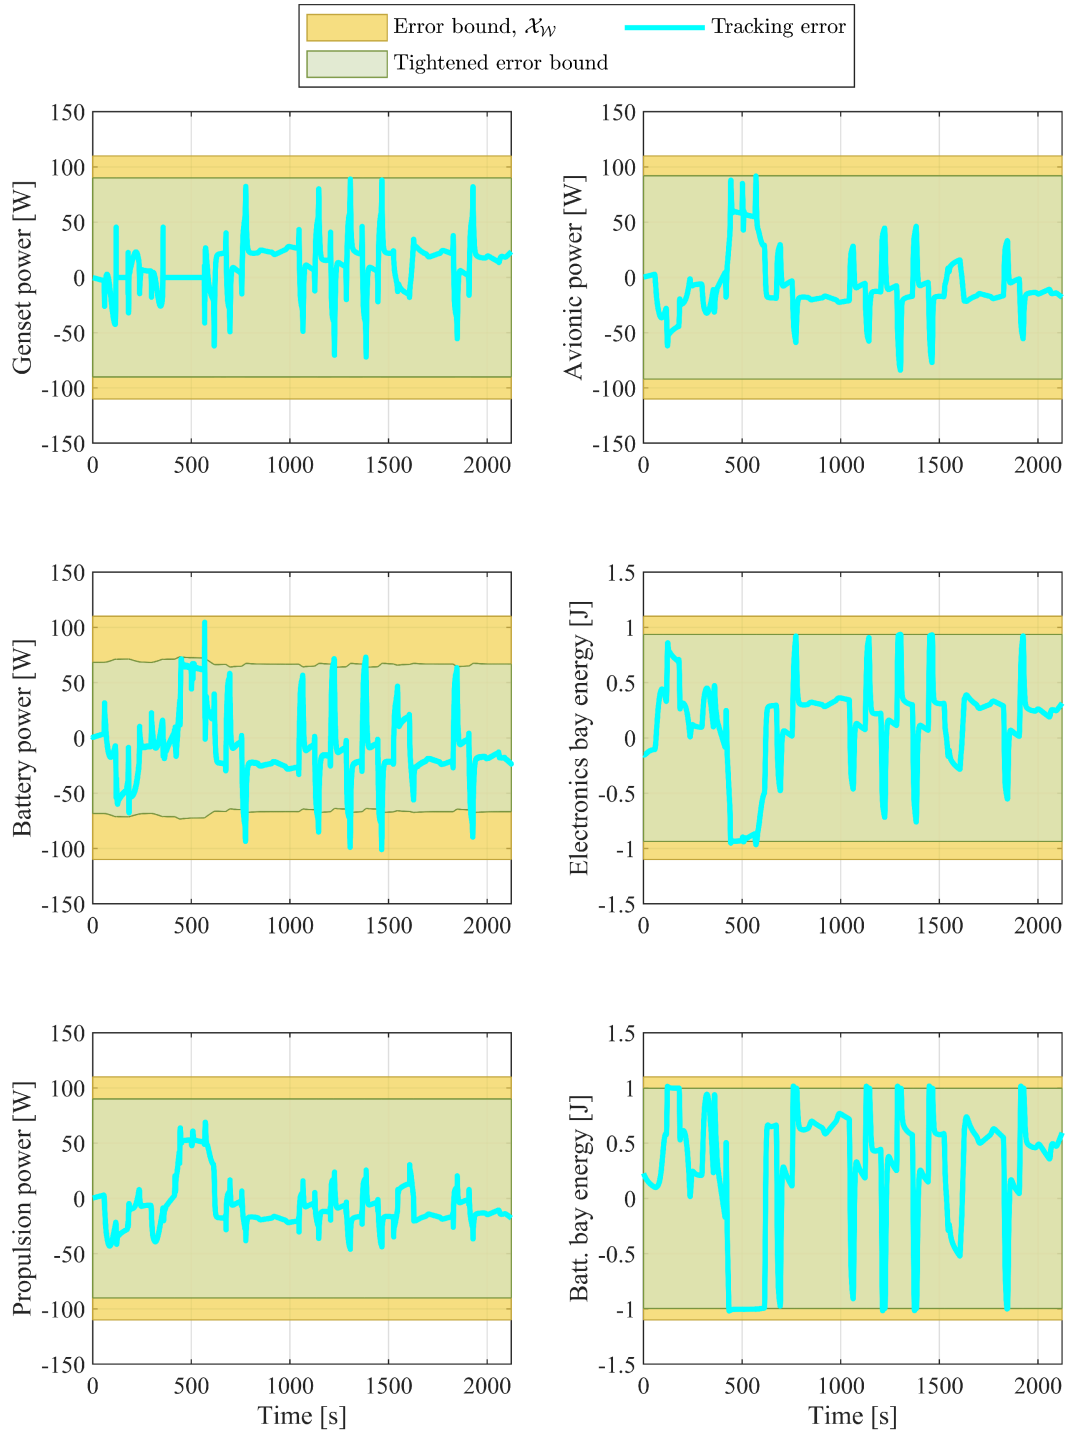 Error bound, 𝒳_𝒲 Tracking error
Tightened error bound
150
100
50
0
-50
-100
-150
Genset power [W]
0 500 1000 1500 2000
150
100
50
0
-50
-100
-150
Avionic power [W]
0 500 1000 1500 2000
150
100
50
0
-50
-100
-150
Battery power [W]
0 500 1000 1500 2000
1.5
1
0.5
0
-0.5
-1
-1.5
Electronics bay energy [J]
0 500 1000 1500 2000
150
100
50
0
-50
-100
-150
Propulsion power [W]
0 500 1000 1500 2000
Time [s]
1.5
1
0.5
0
-0.5
-1
-1.5
Batt. bay energy [J]
0 500 1000 1500 2000
Time [s]